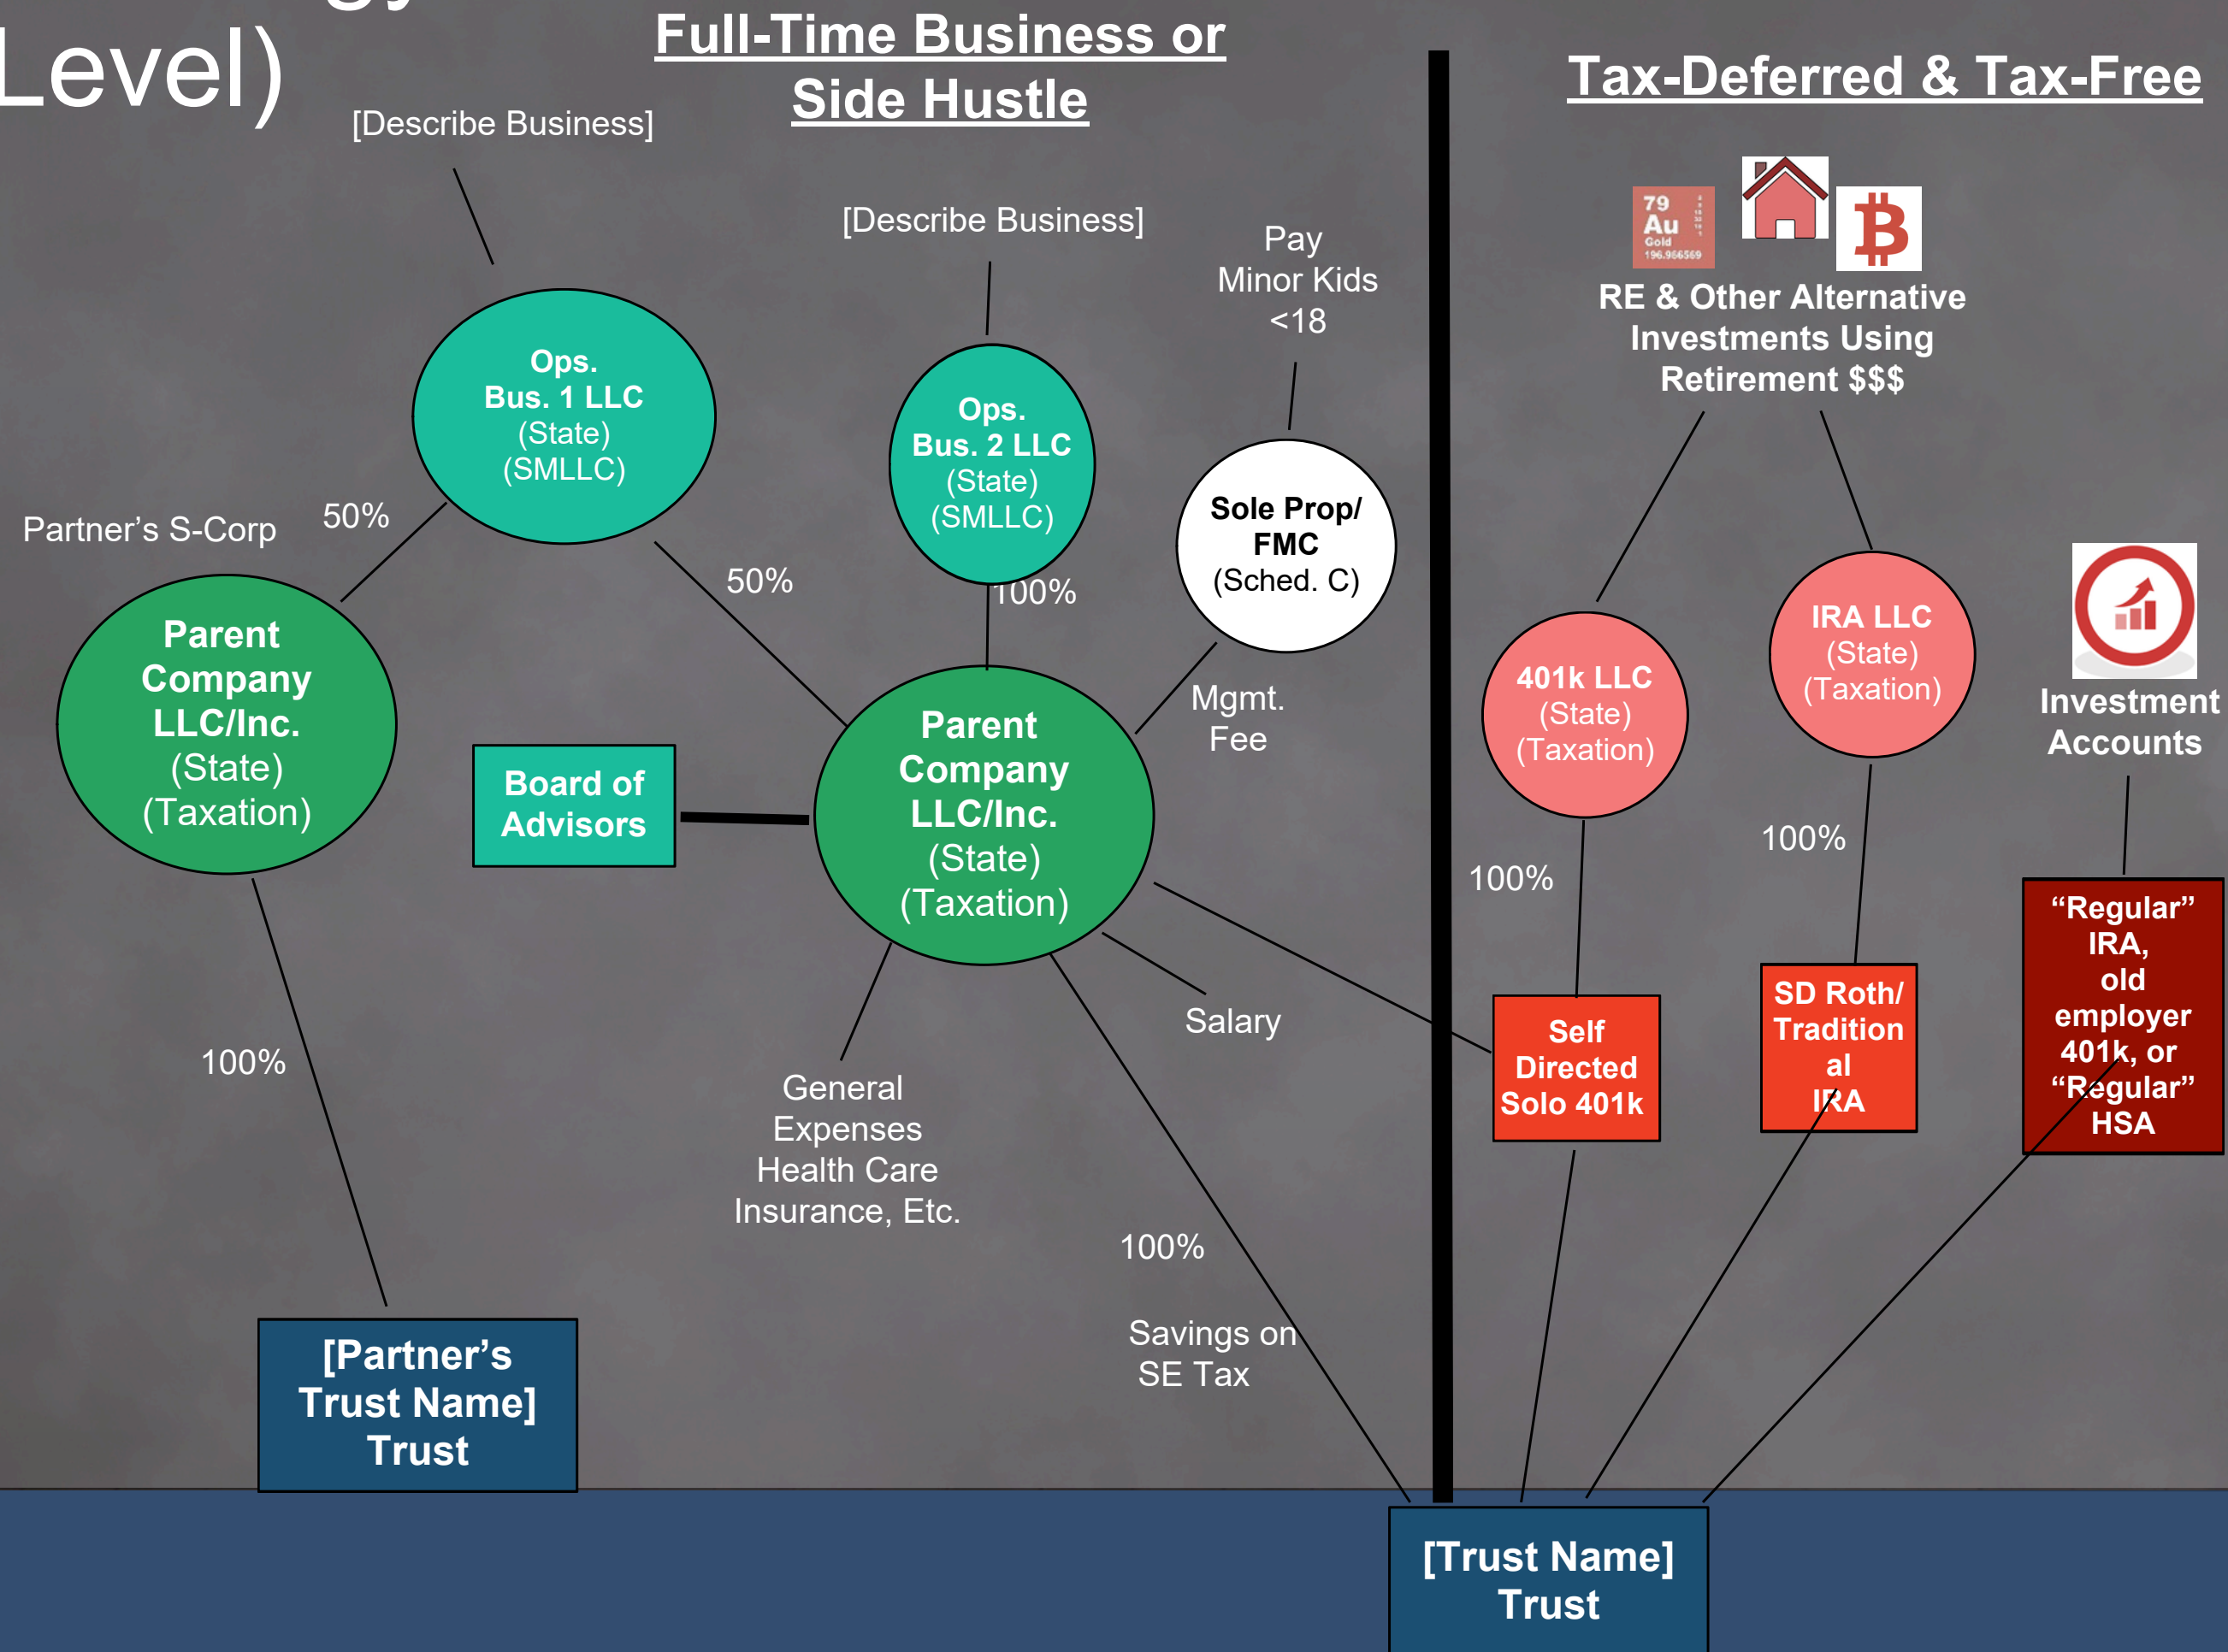 Level)
Full-Time Business or
Side Hustle
Tax-Deferred & Tax-Free
[Describe Business]
[Describe Business]
Pay
Minor Kids
<18
79
Au
Gold
196.966569
RE & Other Alternative
Investments Using
Retirement $$$
Ops.
Bus. 1 LLC
(State)
(SMLLC)
Ops.
Bus. 2 LLC
(State)
(SMLLC)
Sole Prop/
FMC
(Sched. C)
Partner’s S-Corp
50%
50%
100%
Parent
Company
LLC/Inc.
(State)
(Taxation)
Board of
Advisors
Parent
Company
LLC/Inc.
(State)
(Taxation)
Mgmt.
Fee
401k LLC
(State)
(Taxation)
IRA LLC
(State)
(Taxation)
Investment
Accounts
100%
100%
“Regular”
IRA,
old
employer
401k, or
“Regular”
HSA
SD Roth/
Tradition
al
IRA
Self
Directed
Solo 401k
Salary
100%
General
Expenses
Health Care
Insurance, Etc.
100%
Savings on
SE Tax
[Partner’s
Trust Name]
Trust
[Trust Name]
Trust